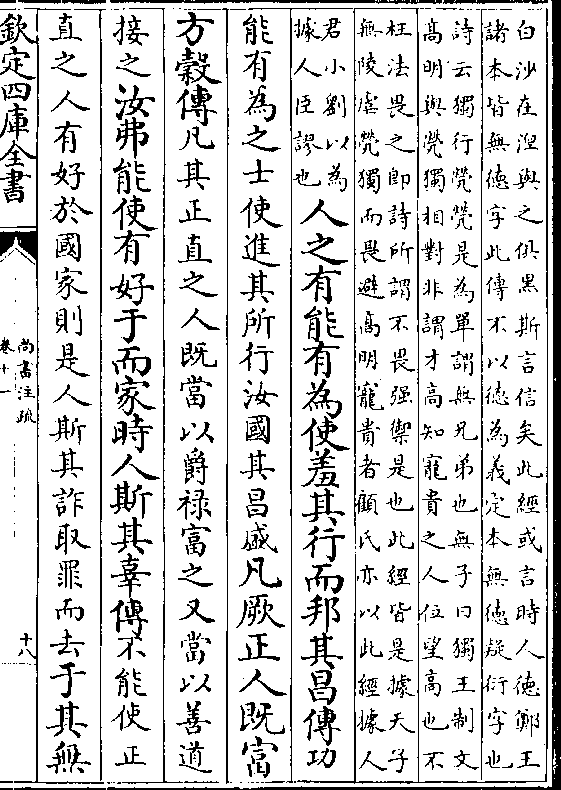 白沙在涅與之俱黑斯言信矣此經或言時人德鄭王
諸本皆無德字此傳不以德為義定本無德疑衍字也
詩云獨行煢煢是為單謂無兄弟也無子曰獨王制文
高明與煢獨相對非謂才高知寵貴之人位望高也不
枉法畏之即詩所謂不畏强禦是也此經皆是據天子
無陵虐煢獨而畏避高明寵貴者顧氏亦以此經據人
君小劉以為
據人臣謬也
人之有能有為使羞其行而邦其昌傳功
能有為之士使進其所行汝國其昌盛凡厥正人既富
方穀傳凡其正直之人既當以爵禄富之又當以善道
接之汝弗能使有好于而家時人斯其辜傳不能使正
直之人有好於國家則是人斯其詐取罪而去于其無
欽定四庫全書
尚書注疏
卷十一
十八